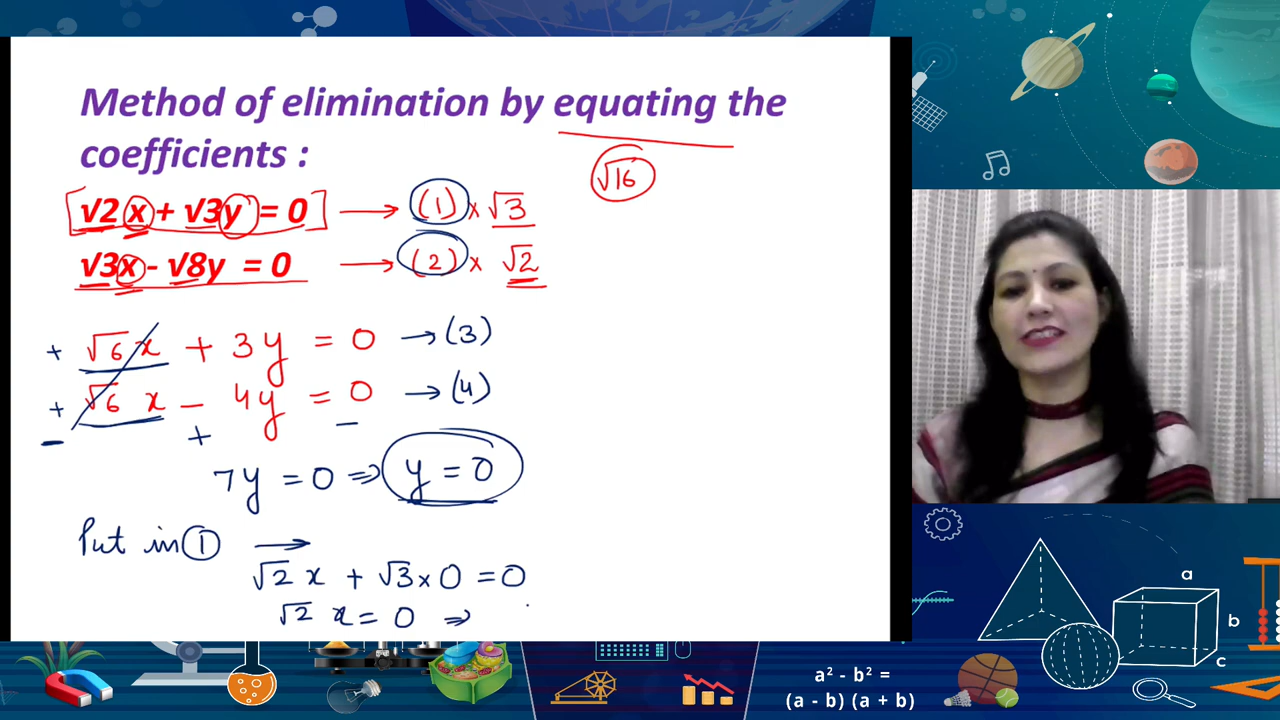 Method of elimination by equating the
coefficients :
√16
√2 x + √3y = 0 → (1) × √3
√3x - √8y = 0 → (2) × √2
+ √6 x + 3y = 0 → (3)
+ √6 x − 4y = 0 → (4)
− + −
7y = 0 ⇒ y = 0
Put in ① →
√2 x + √3 × 0 = 0
√2 x = 0 ⇒
a
b
c
a² - b² =
(a - b) (a + b)